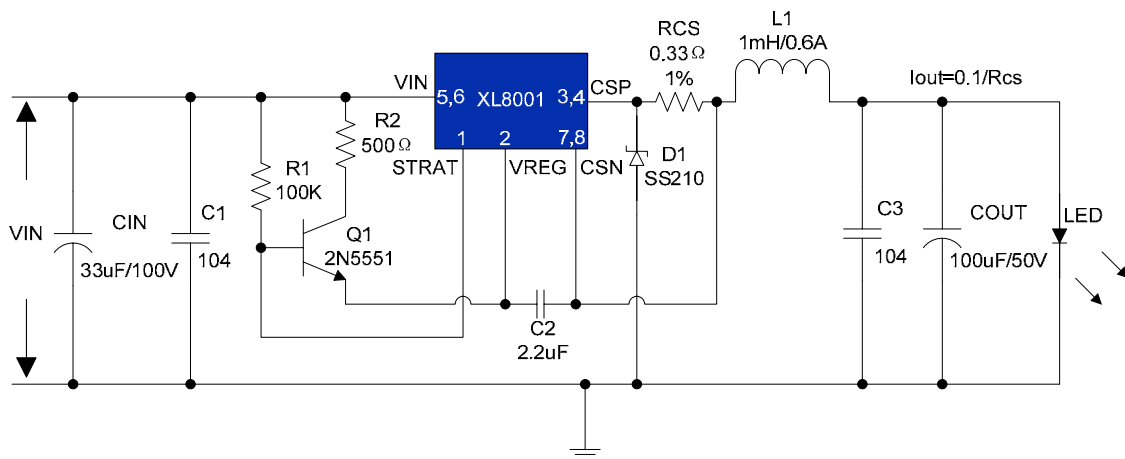 L1
1mH/0.6A
RCS
0.33Ω
1%
Iout=0.1/Rcs
VIN
5,6
XL8001
3,4
CSP
1
2
7,8
STRAT
VREG
CSN
R2
500Ω
R1
100K
D1
SS210
VIN
CIN
33uF/100V
C1
104
Q1
2N5551
C2
2.2uF
C3
104
COUT
100uF/50V
LED